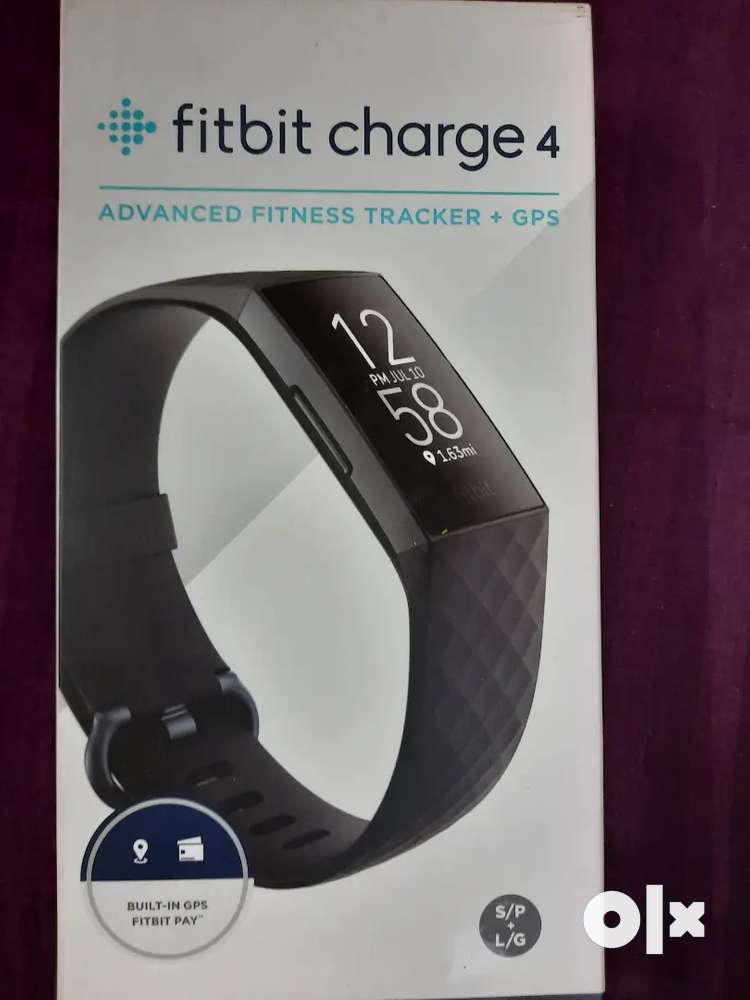 fitbit charge 4
ADVANCED FITNESS TRACKER + GPS
12
PM JUL 10
58
1.63mi
fitbit
BUILT-IN GPS
FITBIT PAY™
S/P
+
L/G
olx